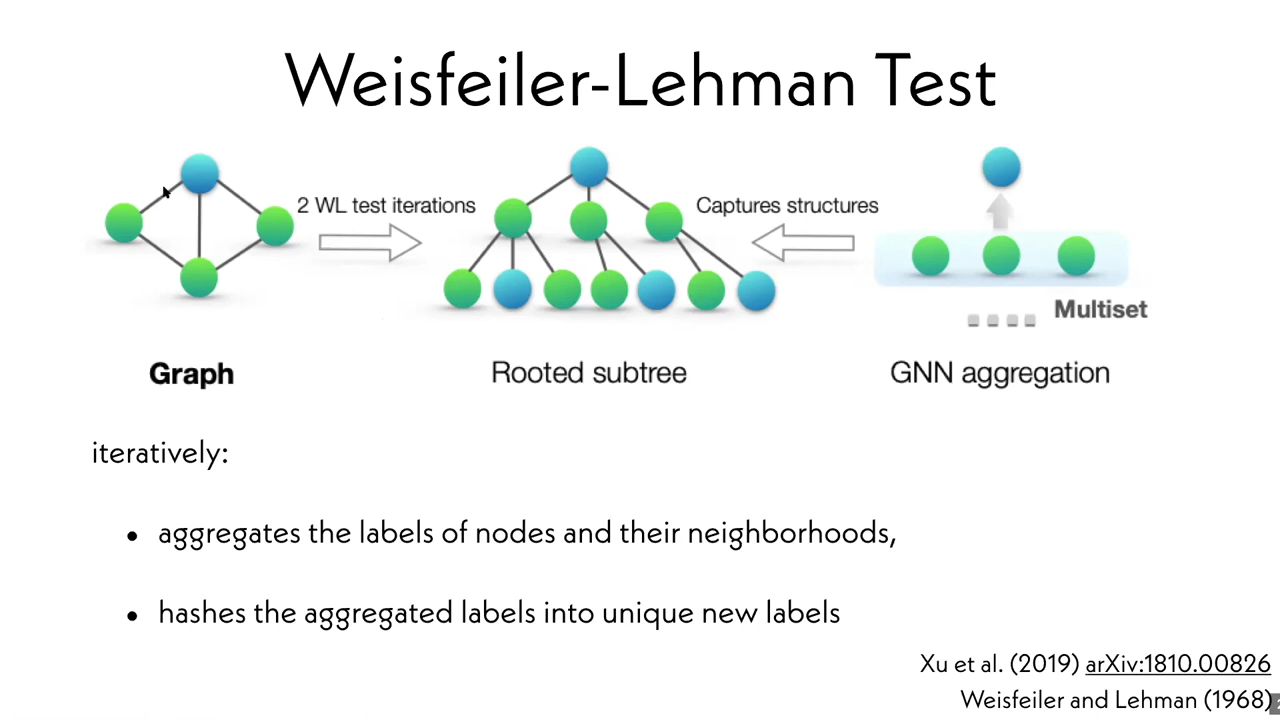 Weisfeiler-Lehman Test
2 WL test iterations
Captures structures
Multiset
Graph
Rooted subtree
GNN aggregation
iteratively:
• aggregates the labels of nodes and their neighborhoods,
• hashes the aggregated labels into unique new labels
Xu et al. (2019) arXiv:1810.00826
Weisfeiler and Lehman (1968)